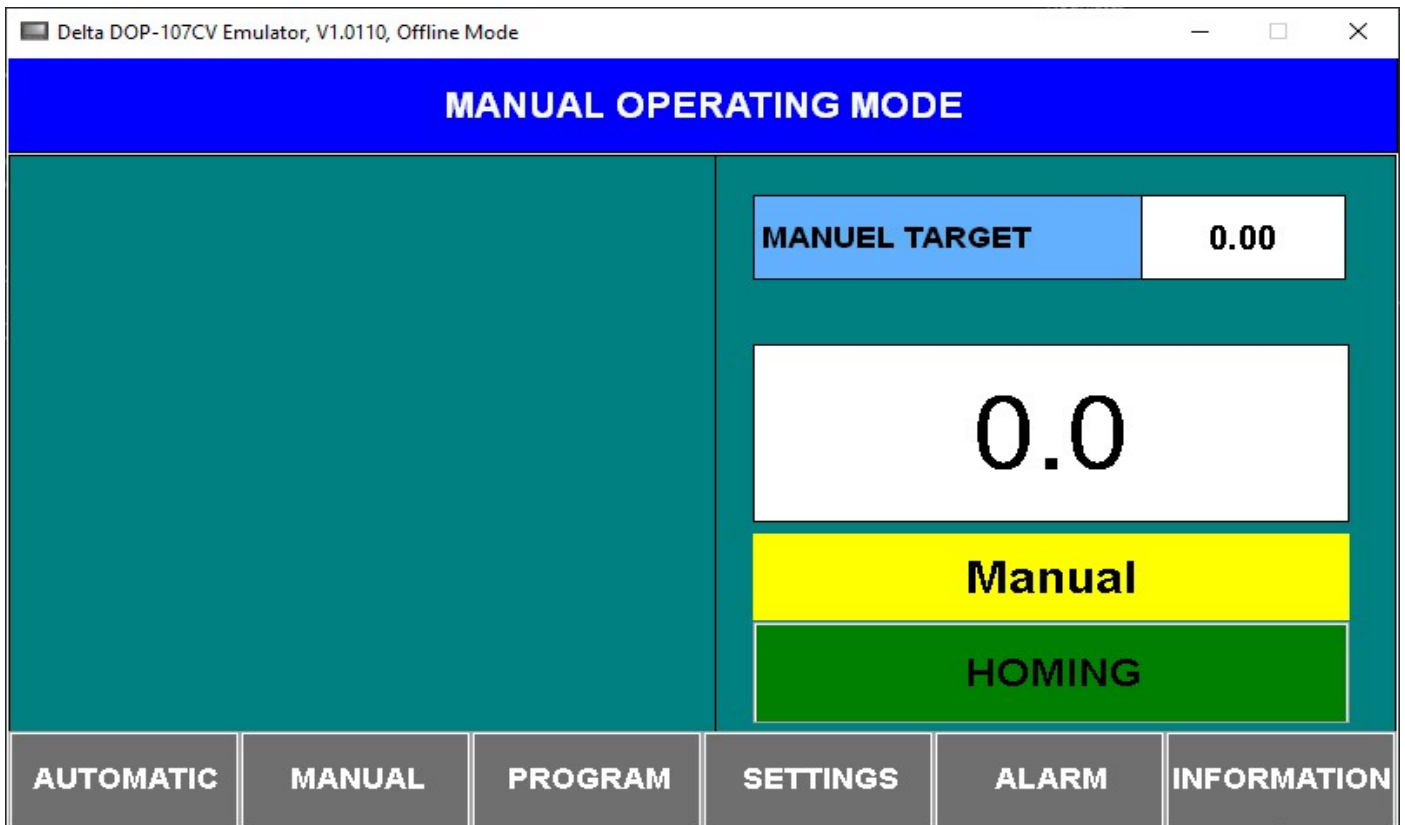 Delta DOP-107CV Emulator, V1.0110, Offline Mode
MANUAL OPERATING MODE
MANUEL TARGET 0.00
0.0
Manual
HOMING
AUTOMATIC MANUAL PROGRAM SETTINGS ALARM INFORMATION